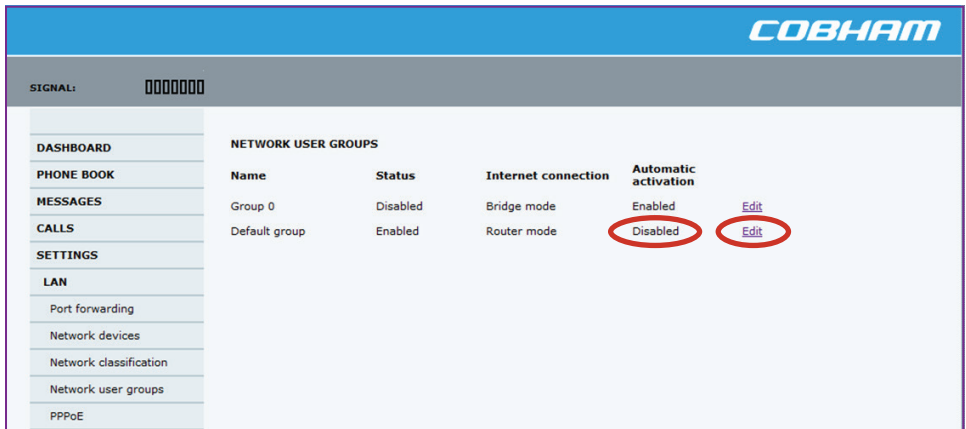 COBHAM
SIGNAL:
DASHBOARD
PHONE BOOK
MESSAGES
CALLS
SETTINGS
LAN
Port forwarding
Network devices
Network classification
Network user groups
PPPoE
NETWORK USER GROUPS
Name Status Internet connection Automatic activation
Group 0 Disabled Bridge mode Enabled Edit
Default group Enabled Router mode Disabled Edit